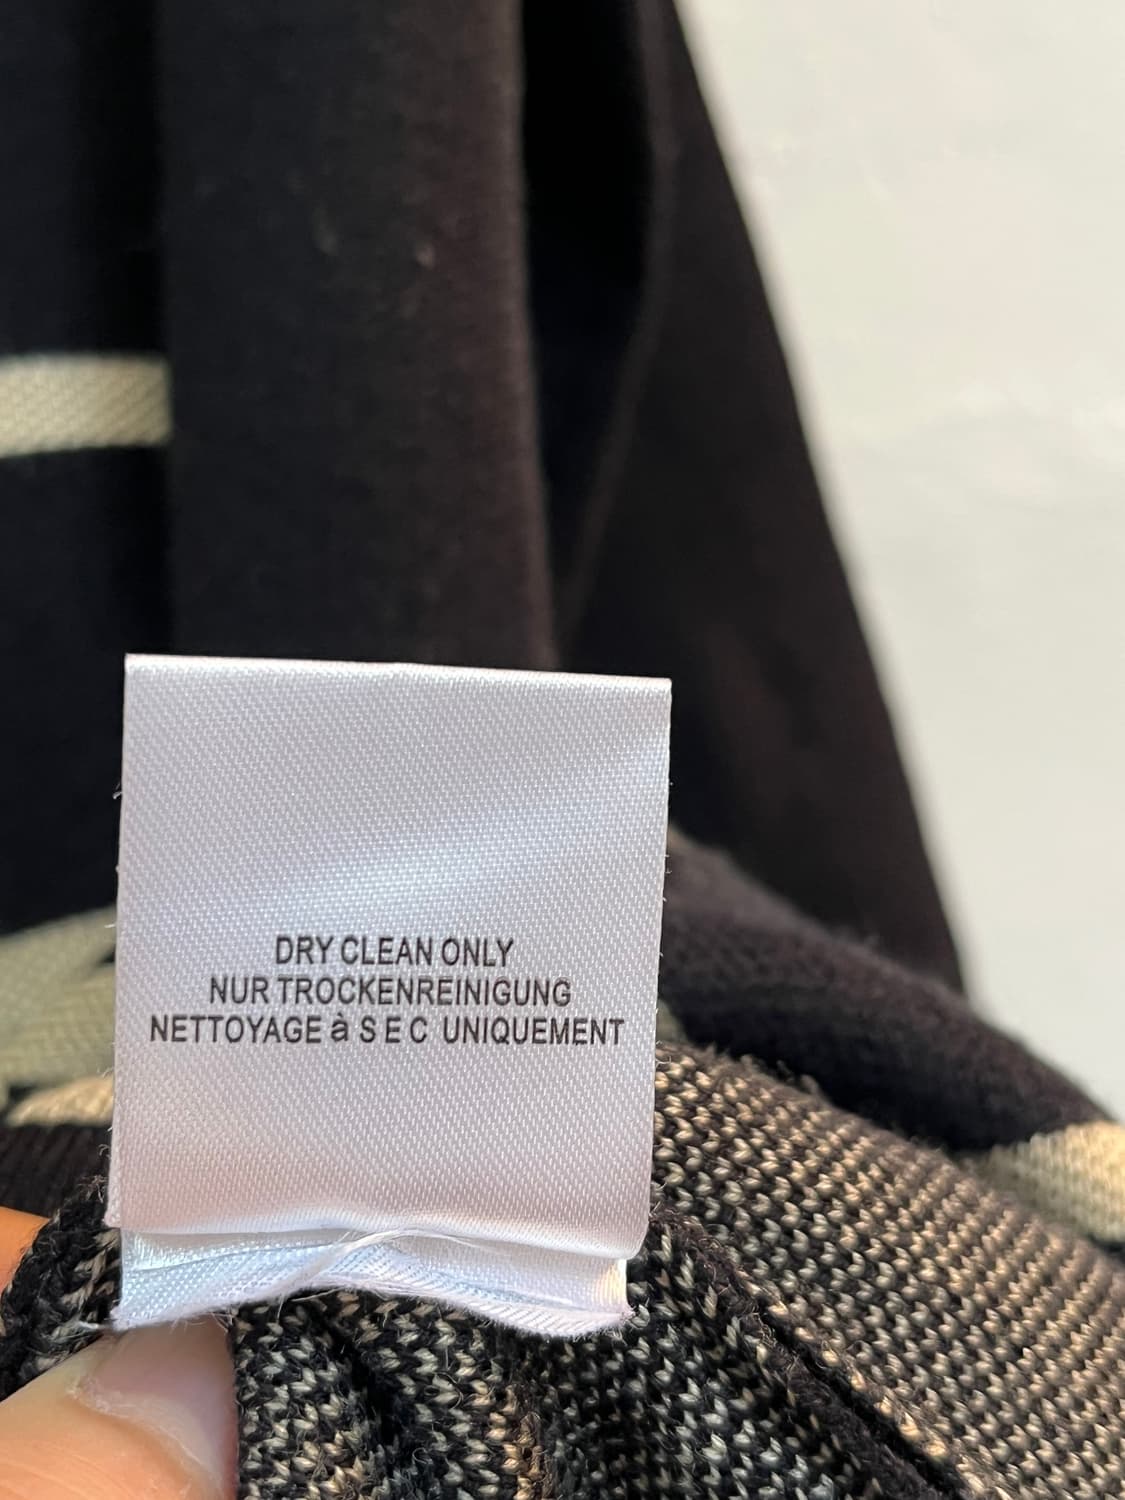 DRY CLEAN ONLY
NUR TROCKENREINIGUNG
NETTOYAGE à S E C UNIQUEMENT